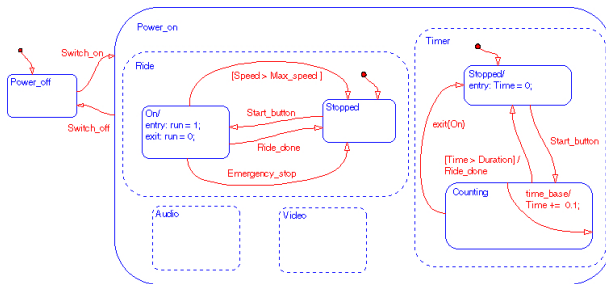 Power_on
Switch_on
Power_off
Switch_off
Ride
[Speed > Max_speed ]
On/
entry: run = 1;
exit: run = 0;
Start_button
Stopped
Ride_done
Emergency_stop
Audio
Video
Timer
Stopped/
entry: Time = 0;
exit(On)
Start_button
[Time > Duration] /
Ride_done
Counting
time_base/
Time += 0.1;